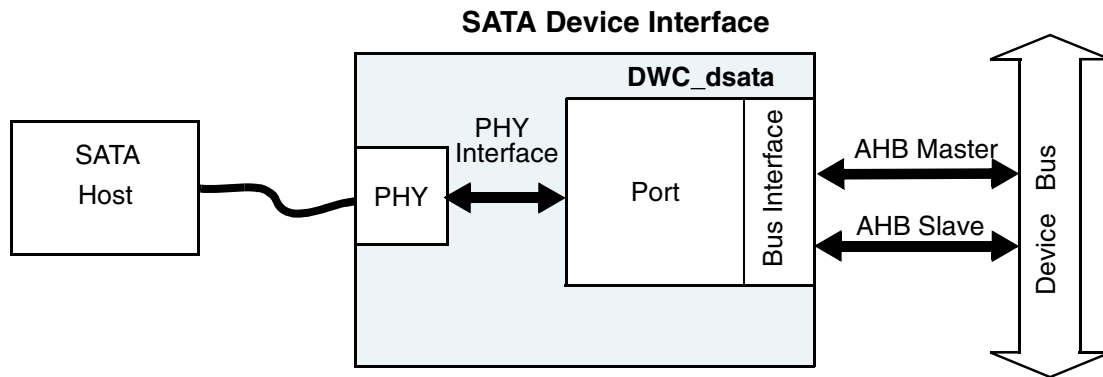 SATA Device Interface
DWC_dsata
SATA
Host
PHY
PHY
Interface
Port
Bus Interface
AHB Master
AHB Slave
Device Bus